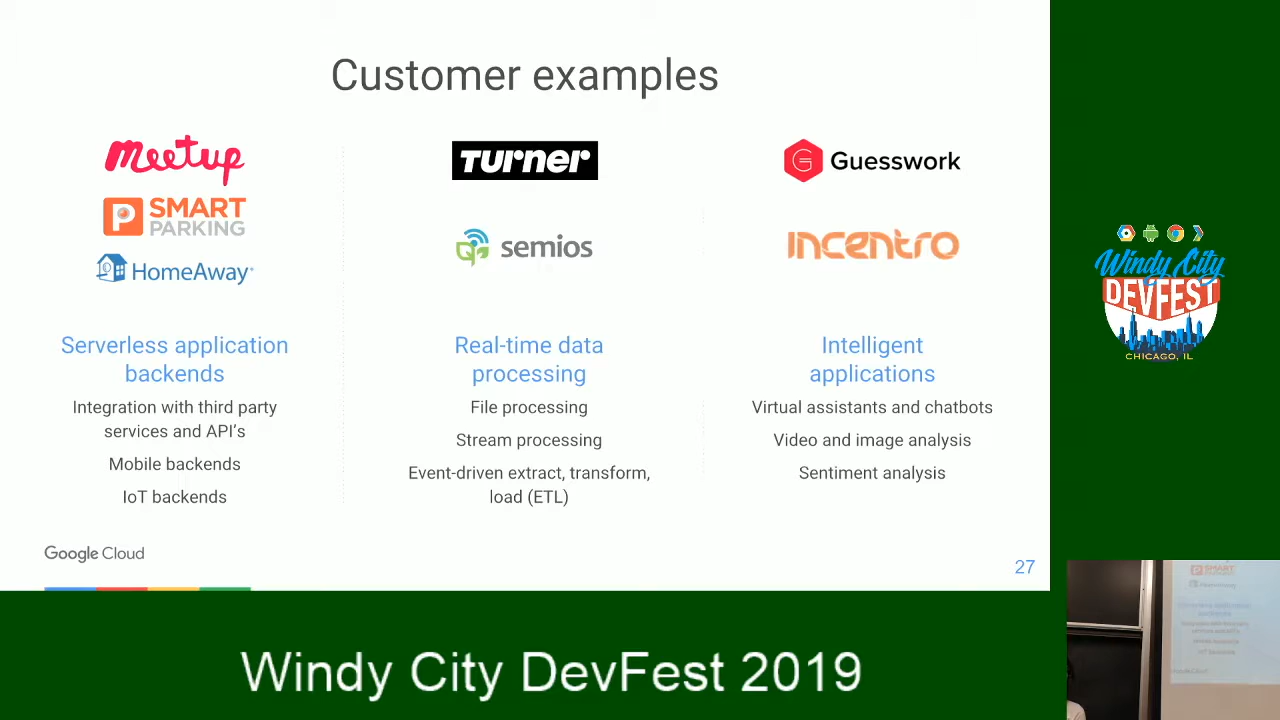 Customer examples
meetup
P SMART
PARKING
HomeAway
Serverless application
backends
Integration with third party
services and API's
Mobile backends
IoT backends
TURNER
semios
Real-time data
processing
File processing
Stream processing
Event-driven extract, transform,
load (ETL)
G Guesswork
INCENTRO
Intelligent
applications
Virtual assistants and chatbots
Video and image analysis
Sentiment analysis
Google Cloud
27
Windy City
DEVFEST
CHICAGO, IL
SMART
Windy City DevFest 2019